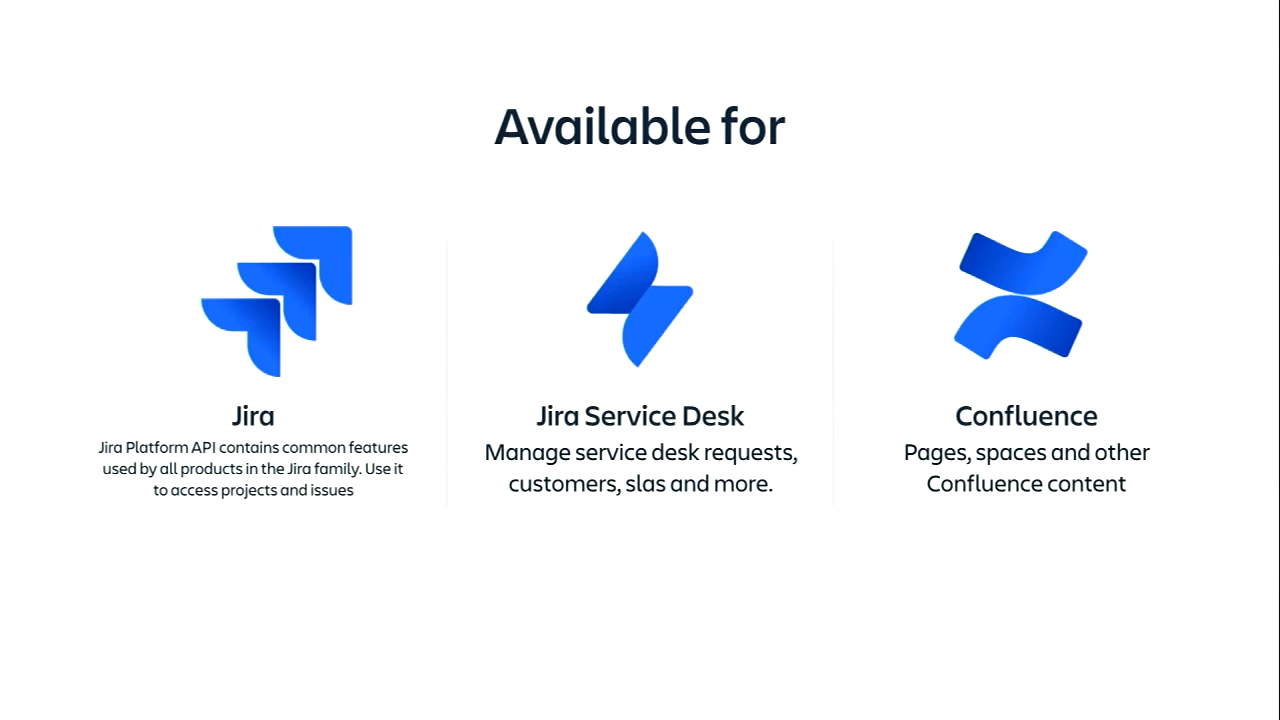 Available for
Jira
Jira Platform API contains common features
used by all products in the Jira family. Use it
to access projects and issues
Jira Service Desk
Manage service desk requests,
customers, slas and more.
Confluence
Pages, spaces and other
Confluence content